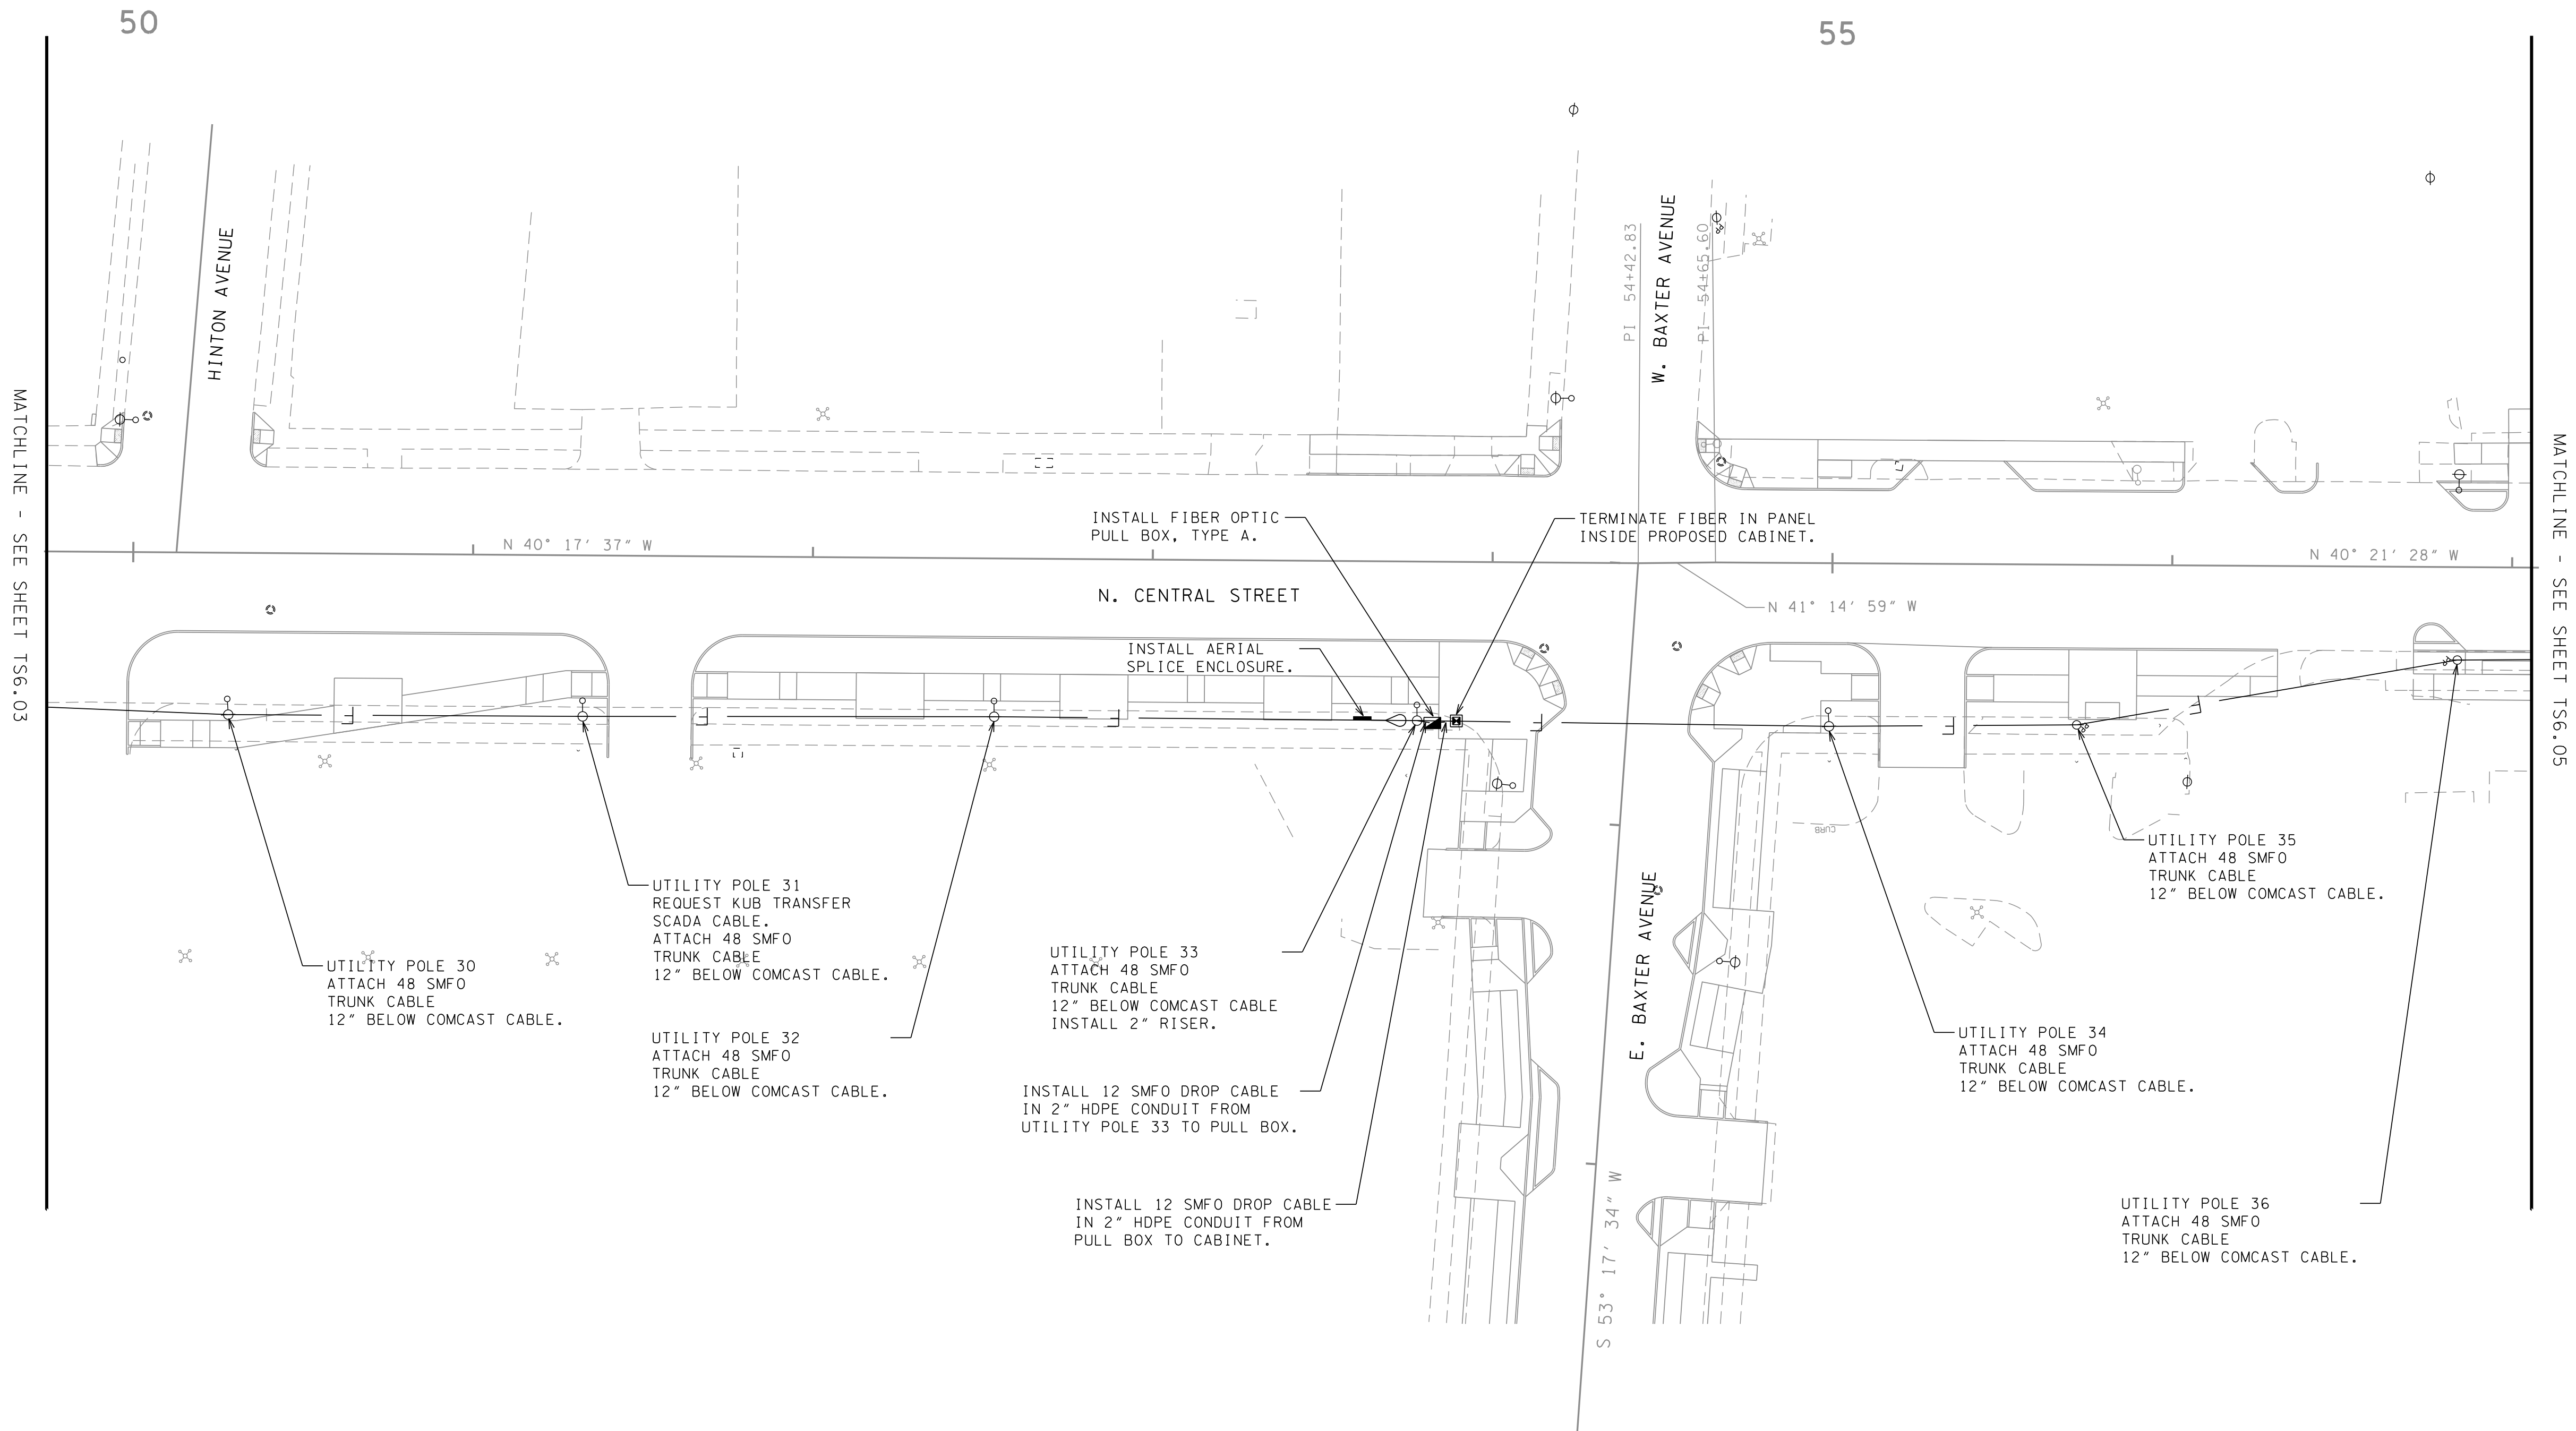 50
55
MATCHLINE - SEE SHEET TS6.03
HINTON AVENUE
PI 54+42.83
W. BAXTER AVENUE
PI 54+65.60
MATCHLINE - SEE SHEET TS6.05
INSTALL FIBER OPTIC
PULL BOX, TYPE A.
TERMINATE FIBER IN PANEL
INSIDE PROPOSED CABINET.
N 40° 17' 37" W
N 40° 21' 28" W
N. CENTRAL STREET
N 41° 14' 59" W
INSTALL AERIAL
SPLICE ENCLOSURE.
CURB
UTILITY POLE 30
ATTACH 48 SMFO
TRUNK CABLE
12" BELOW COMCAST CABLE.
UTILITY POLE 31
REQUEST KUB TRANSFER
SCADA CABLE.
ATTACH 48 SMFO
TRUNK CABLE
12" BELOW COMCAST CABLE.
UTILITY POLE 32
ATTACH 48 SMFO
TRUNK CABLE
12" BELOW COMCAST CABLE.
UTILITY POLE 33
ATTACH 48 SMFO
TRUNK CABLE
12" BELOW COMCAST CABLE
INSTALL 2" RISER.
INSTALL 12 SMFO DROP CABLE
IN 2" HDPE CONDUIT FROM
UTILITY POLE 33 TO PULL BOX.
INSTALL 12 SMFO DROP CABLE
IN 2" HDPE CONDUIT FROM
PULL BOX TO CABINET.
E. BAXTER AVENUE
S 53° 17' 34" W
UTILITY POLE 34
ATTACH 48 SMFO
TRUNK CABLE
12" BELOW COMCAST CABLE.
UTILITY POLE 35
ATTACH 48 SMFO
TRUNK CABLE
12" BELOW COMCAST CABLE.
UTILITY POLE 36
ATTACH 48 SMFO
TRUNK CABLE
12" BELOW COMCAST CABLE.